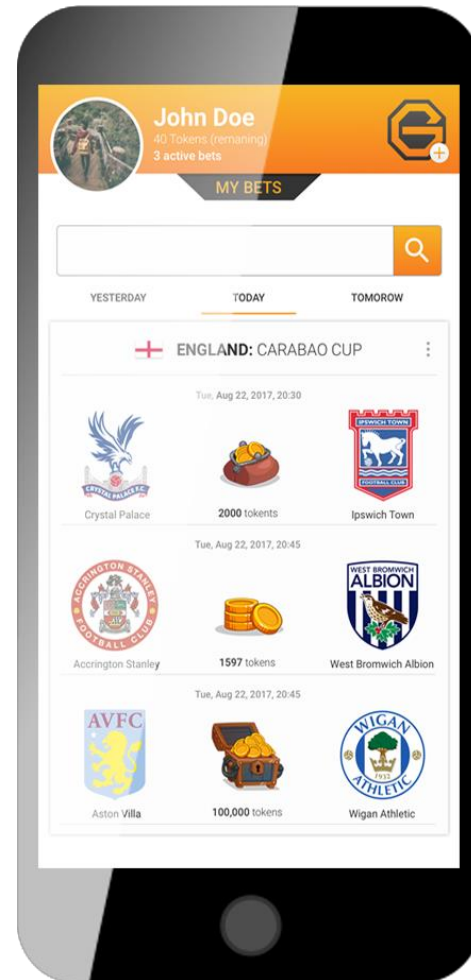 John Doe
40 Tokens (remaning)
3 active bets
MY BETS
YESTERDAY TODAY TOMOROW
ENGLAND: CARABAO CUP
Tue, Aug 22, 2017, 20:30
CRYSTAL PALACE F.C.
IPSWICH TOWN
FOOTBALL CLUB
Crystal Palace 2000 tokents Ipswich Town
Tue, Aug 22, 2017, 20:45
ACCRINGTON STANLEY
FOOTBALL CLUB
WEST BROMWICH
ALBION
Accrington Stanley 1597 tokens West Bromwich Albion
Tue, Aug 22, 2017, 20:45
AVFC
WIGAN
1932
ATHLETIC
Aston Villa 100,000 tokens Wigan Athletic